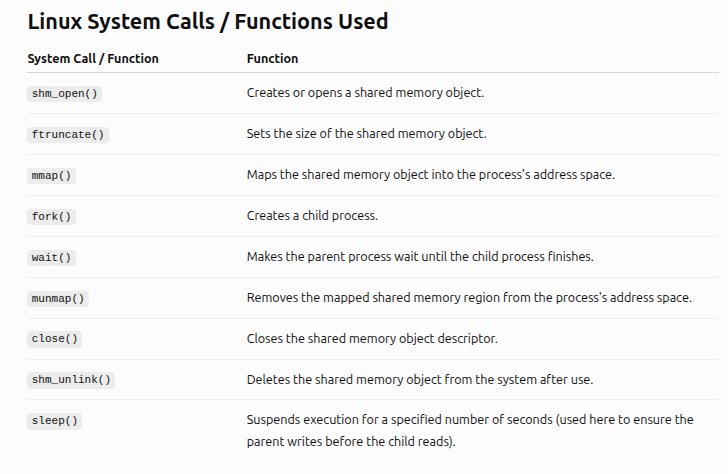 Linux System Calls / Functions Used
System Call / Function Function
shm_open() Creates or opens a shared memory object.
ftruncate() Sets the size of the shared memory object.
mmap() Maps the shared memory object into the process's address space.
fork() Creates a child process.
wait() Makes the parent process wait until the child process finishes.
munmap() Removes the mapped shared memory region from the process's address space.
close() Closes the shared memory object descriptor.
shm_unlink() Deletes the shared memory object from the system after use.
sleep() Suspends execution for a specified number of seconds (used here to ensure the
parent writes before the child reads).